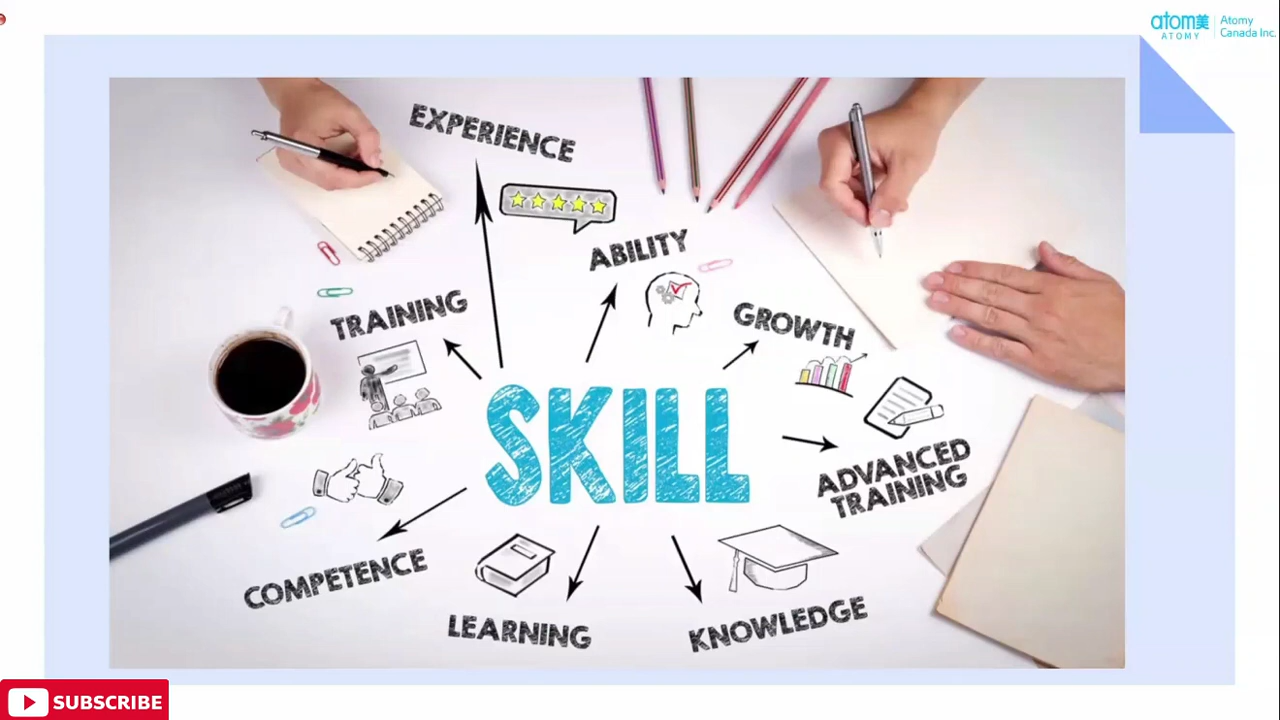 atom美
ATOMY
Atomy
Canada Inc.
EXPERIENCE
ABILITY
TRAINING
GROWTH
SKILL
ADVANCED
TRAINING
COMPETENCE
LEARNING
KNOWLEDGE
SUBSCRIBE